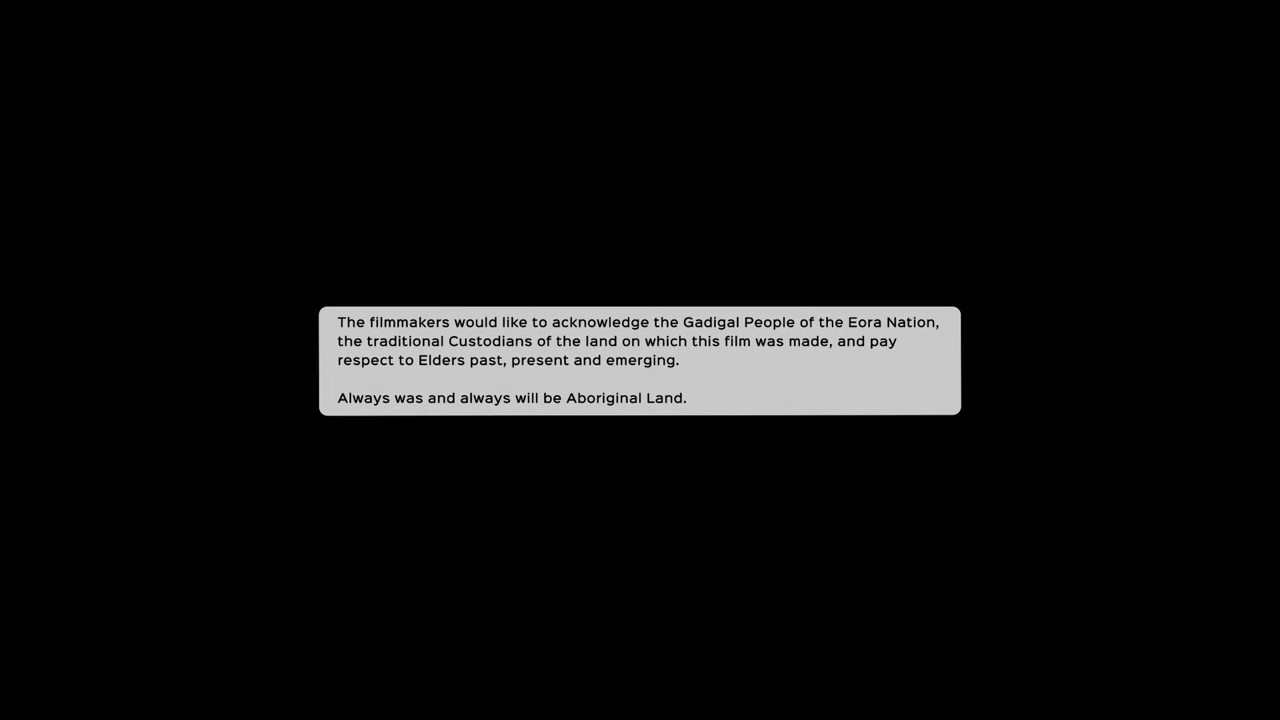 The filmmakers would like to acknowledge the Gadigal People of the Eora Nation,
the traditional Custodians of the land on which this film was made, and pay
respect to Elders past, present and emerging.
Always was and always will be Aboriginal Land.